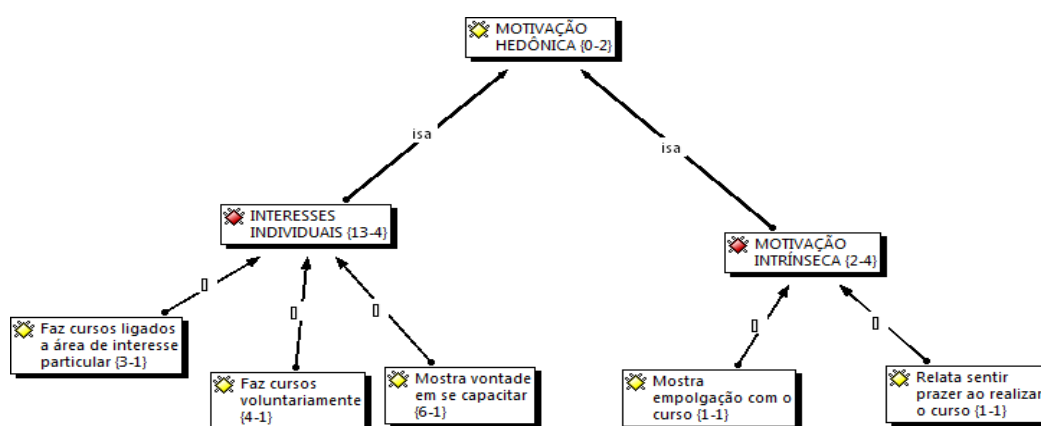 MOTIVAÇÃO
HEDÔNICA {0-2}
isa
isa
INTERESSES
INDIVIDUAIS {13-4}
MOTIVAÇÃO
INTRÍNSECA {2-4}
[]
[]
[]
[]
[]
Faz cursos ligados
a área de interesse
particular {3-1}
Faz cursos
voluntariamente
{4-1}
Mostra vontade
em se capacitar
{6-1}
Mostra
empolgação com o
curso {1-1}
Relata sentir
prazer ao realizar
o curso {1-1}